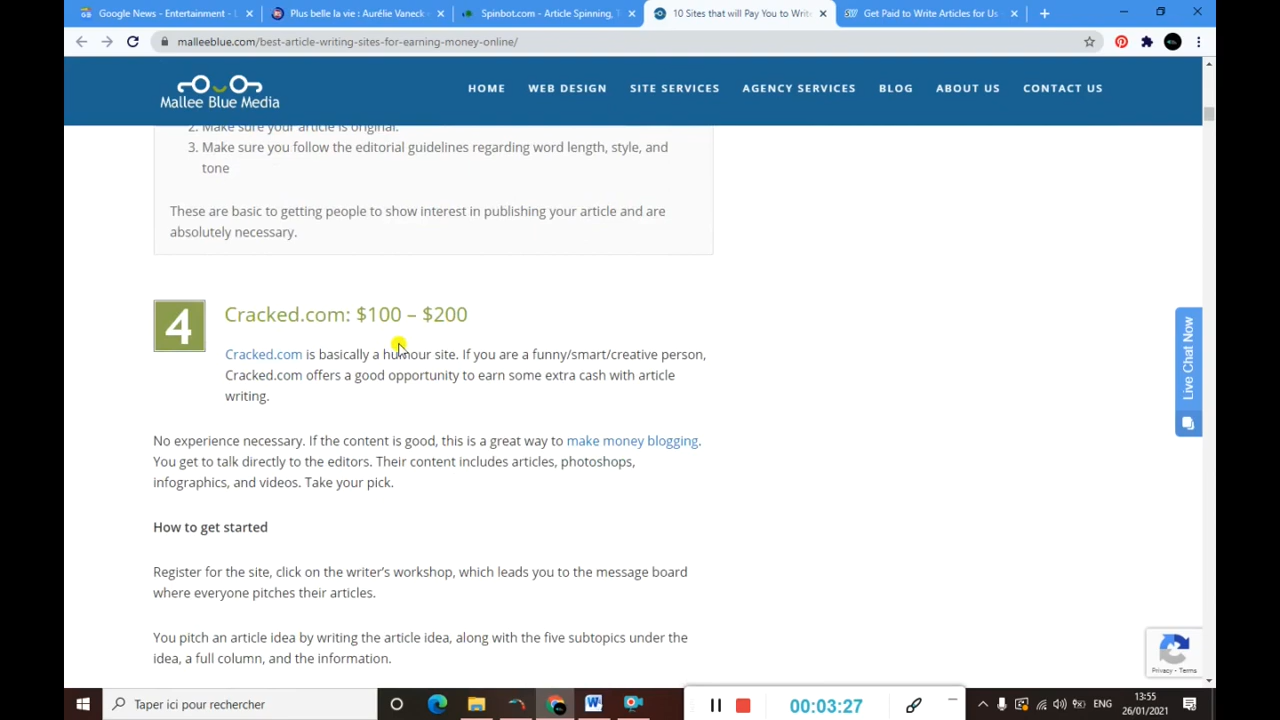 Google News - Entertainment - L
Plus belle la vie : Aurélie Vaneck
Spinbot.com - Article Spinning, T
10 Sites that will Pay You to Write
Get Paid to Write Articles for Us
malleeblue.com/best-article-writing-sites-for-earning-money-online/
Mallee Blue Media
HOME WEB DESIGN SITE SERVICES AGENCY SERVICES BLOG ABOUT US CONTACT US
2. Make sure your article is original.
3. Make sure you follow the editorial guidelines regarding word length, style, and
tone
These are basic to getting people to show interest in publishing your article and are
absolutely necessary.
4
Cracked.com: $100 – $200
Cracked.com is basically a humour site. If you are a funny/smart/creative person,
Cracked.com offers a good opportunity to earn some extra cash with article
writing.
Live Chat Now
No experience necessary. If the content is good, this is a great way to make money blogging.
You get to talk directly to the editors. Their content includes articles, photoshops,
infographics, and videos. Take your pick.
How to get started
Register for the site, click on the writer's workshop, which leads you to the message board
where everyone pitches their articles.
You pitch an article idea by writing the article idea, along with the five subtopics under the
idea, a full column, and the information.
Privacy - Terms
Taper ici pour rechercher
00:03:27
ENG
13:55
26/01/2021